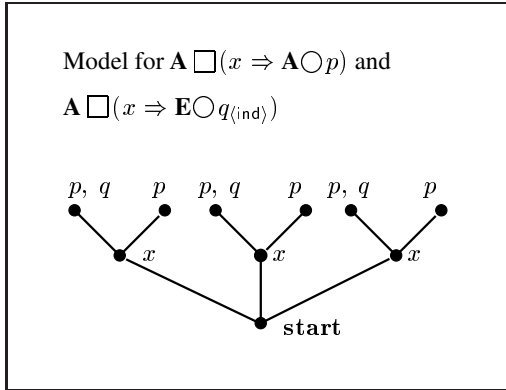 Model for A □(x ⇒ A○p) and
A □(x ⇒ E○q⟨ind⟩)
p, q p p, q p p, q p
x x x
start